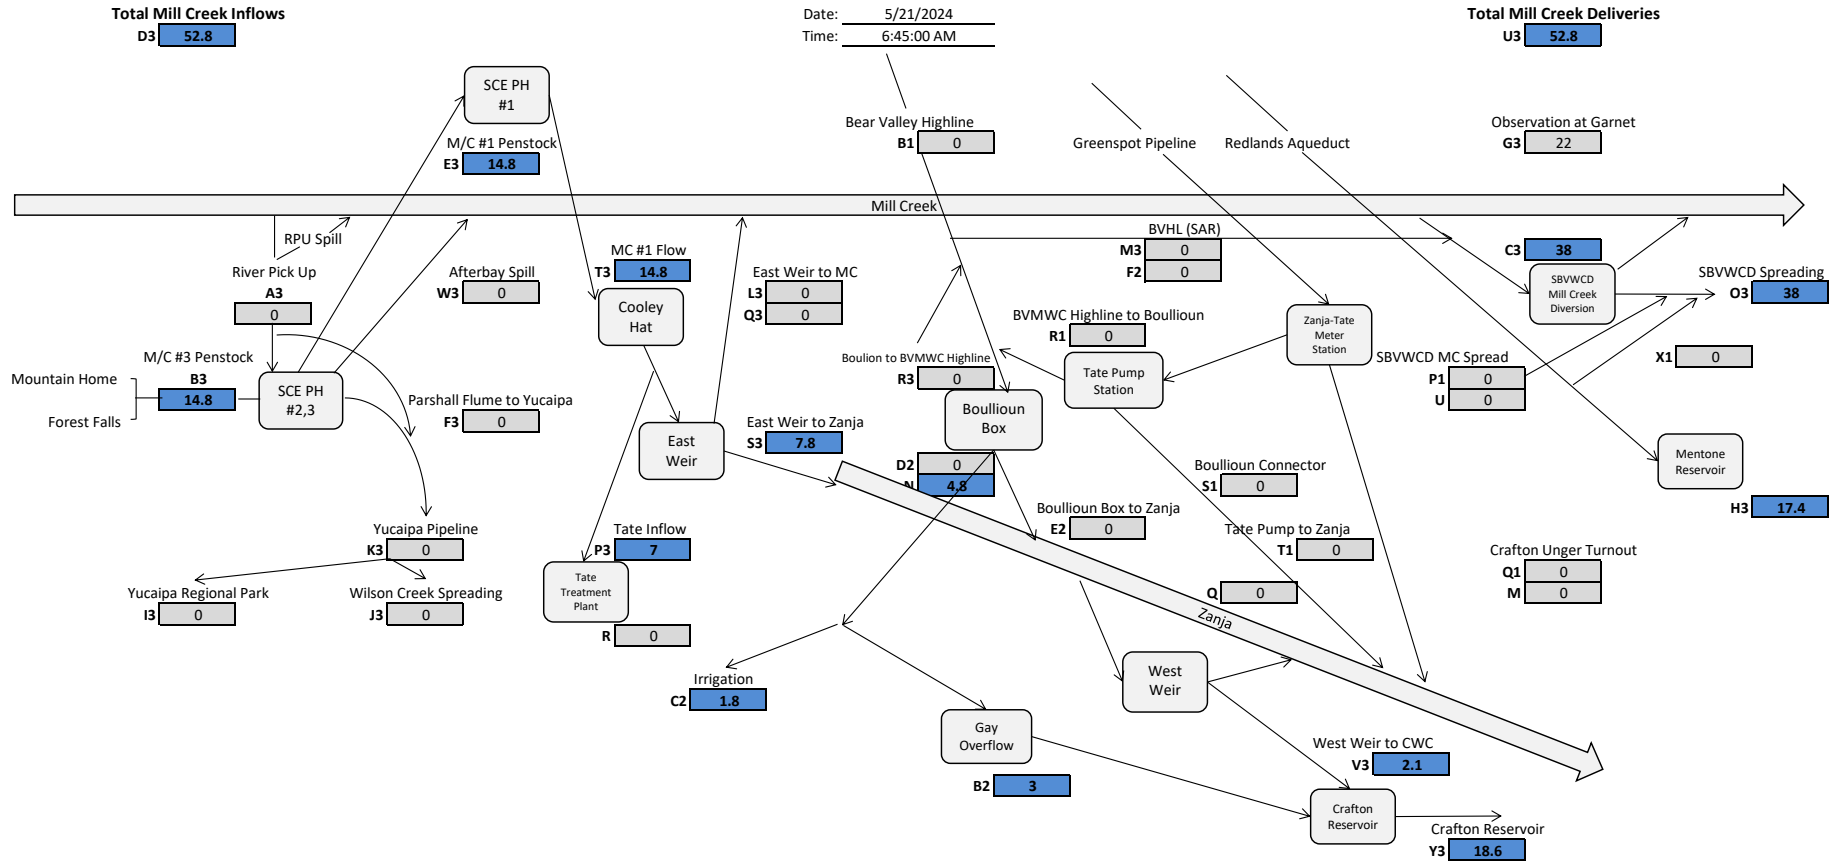 Total Mill Creek Inflows
D3 52.8
Date: 5/21/2024
Time: 6:45:00 AM
Total Mill Creek Deliveries
U3 52.8
SCE PH
#1
M/C #1 Penstock
E3 14.8
Bear Valley Highline
B1 0
Greenspot Pipeline
Redlands Aqueduct
Observation at Garnet
G3 22
Mill Creek
RPU Spill
River Pick Up
A3
0
Afterbay Spill
W3 0
MC #1 Flow
T3 14.8
Cooley
Hat
East Weir to MC
L3 0
Q3 0
BVHL (SAR)
M3 0
F2 0
C3 38
SBVWCD
Mill Creek
Diversion
SBVWCD Spreading
O3 38
BVMWC Highline to Boullioun
R1 0
Zanja-Tate
Meter
Station
Boulion to BVMWC Highline
R3 0
Tate Pump
Station
SBVWCD MC Spread
P1 0
U 0
X1 0
M/C #3 Penstock
B3
14.8
Mountain Home
Forest Falls
SCE PH
#2,3
Parshall Flume to Yucaipa
F3 0
East
Weir
East Weir to Zanja
S3 7.8
Boullioun
Box
D2 0
N 4.8
Boullioun Connector
S1 0
Mentone
Reservoir
H3 17.4
Boullioun Box to Zanja
E2 0
Tate Pump to Zanja
T1 0
Yucaipa Pipeline
K3 0
Tate Inflow
P3 7
Tate
Treatment
Plant
R 0
Crafton Unger Turnout
Q1 0
M 0
Yucaipa Regional Park
I3 0
Wilson Creek Spreading
J3 0
Q 0
Zanja
Irrigation
C2 1.8
West
Weir
Gay
Overflow
B2 3
West Weir to CWC
V3 2.1
Crafton
Reservoir
Crafton Reservoir
Y3 18.6